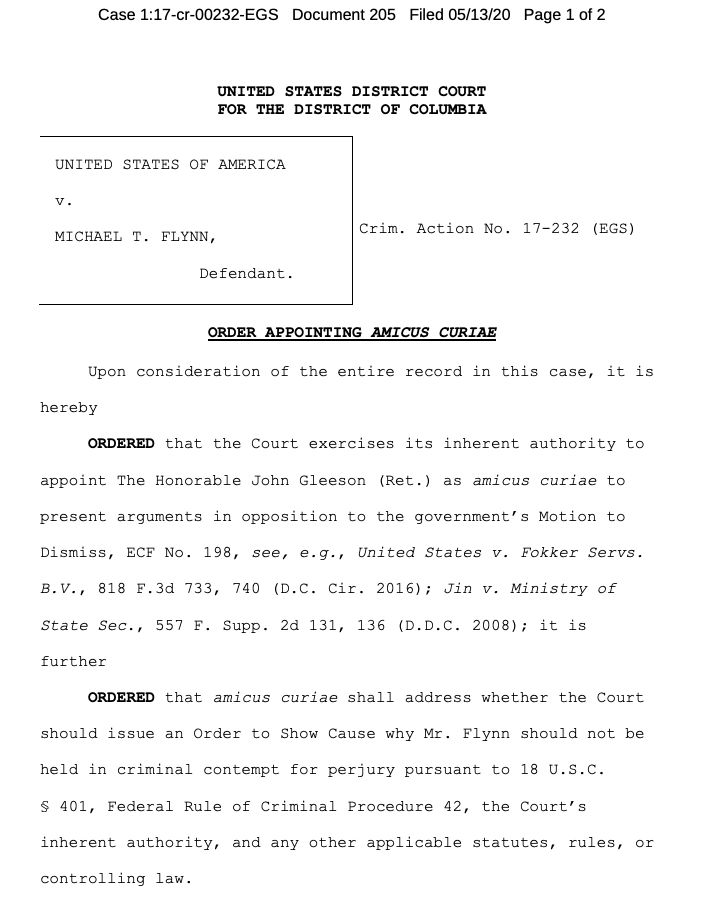 Case 1:17-cr-00232-EGS Document 205 Filed 05/13/20 Page 1 of 2
UNITED STATES DISTRICT COURT
FOR THE DISTRICT OF COLUMBIA
UNITED STATES OF AMERICA
v.
MICHAEL T. FLYNN,
Defendant.
Crim. Action No. 17-232 (EGS)
ORDER APPOINTING AMICUS CURIAE
Upon consideration of the entire record in this case, it is
hereby
ORDERED that the Court exercises its inherent authority to
appoint The Honorable John Gleeson (Ret.) as amicus curiae to
present arguments in opposition to the government's Motion to
Dismiss, ECF No. 198, see, e.g., United States v. Fokker Servs.
B.V., 818 F.3d 733, 740 (D.C. Cir. 2016); Jin v. Ministry of
State Sec., 557 F. Supp. 2d 131, 136 (D.D.C. 2008); it is
further
ORDERED that amicus curiae shall address whether the Court
should issue an Order to Show Cause why Mr. Flynn should not be
held in criminal contempt for perjury pursuant to 18 U.S.C.
§ 401, Federal Rule of Criminal Procedure 42, the Court's
inherent authority, and any other applicable statutes, rules, or
controlling law.